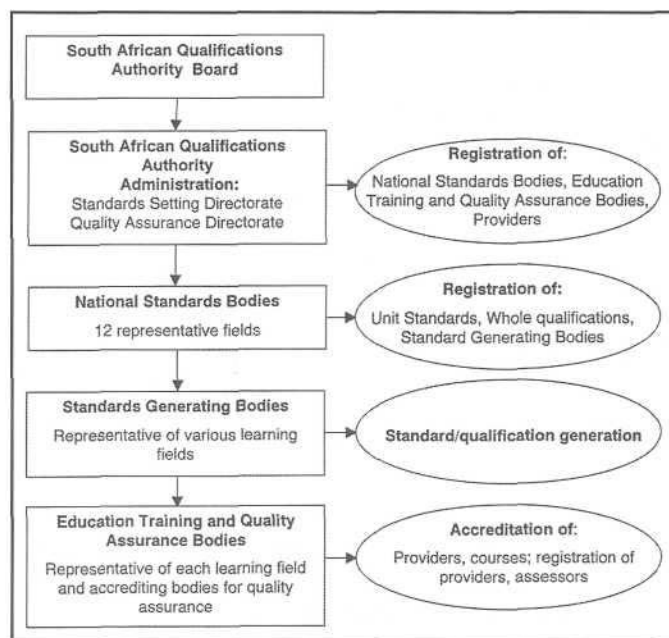 South African Qualifications
Authority Board
South African Qualifications
Authority
Administration:
Standards Setting Directorate
Quality Assurance Directorate
Registration of:
National Standards Bodies, Education
Training and Quality Assurance Bodies,
Providers
National Standards Bodies
12 representative fields
Registration of:
Unit Standards, Whole qualifications,
Standard Generating Bodies
Standards Generating Bodies
Representative of various learning
fields
Standard/qualification generation
Education Training and Quality
Assurance Bodies
Representative of each learning field
and accrediting bodies for quality
assurance
Accreditation of:
Providers, courses; registration of
providers, assessors